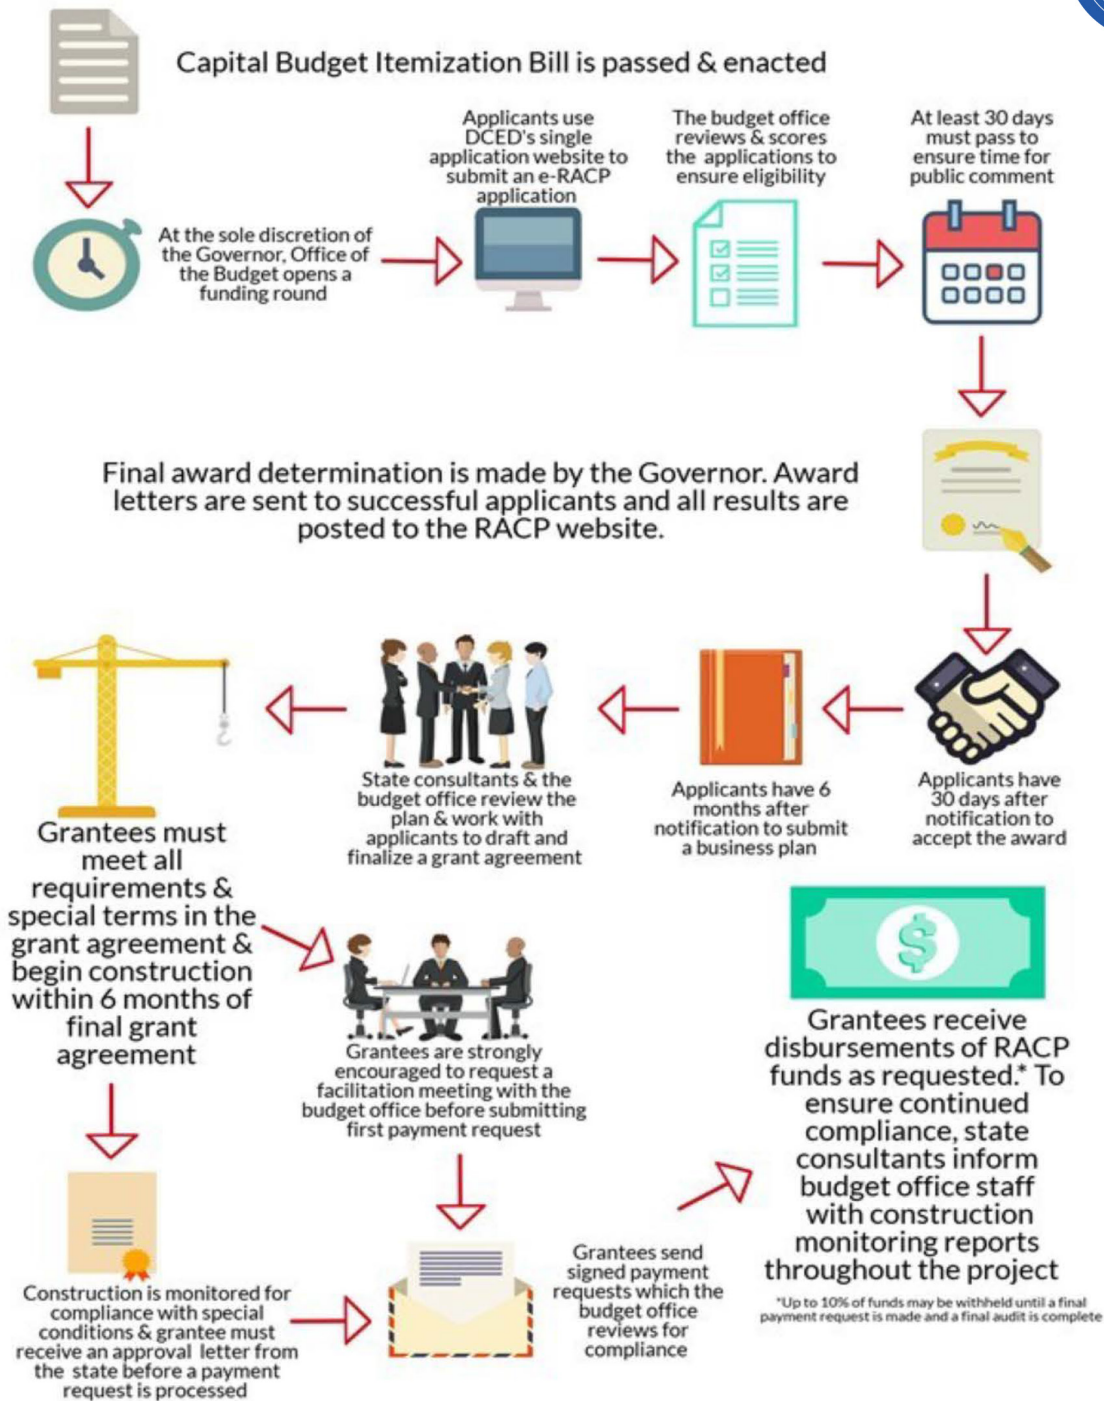 Capital Budget Itemization Bill is passed & enacted
At the sole discretion of
the Governor, Office of
the Budget opens a
funding round
Applicants use
DCED's single
application website to
submit an e-RACP
application
The budget office
reviews & scores
the applications to
ensure eligibility
At least 30 days
must pass to
ensure time for
public comment
Final award determination is made by the Governor. Award
letters are sent to successful applicants and all results are
posted to the RACP website.
Applicants have
30 days after
notification to
accept the award
Applicants have 6
months after
notification to submit
a business plan
State consultants & the
budget office review the
plan & work with
applicants to draft and
finalize a grant agreement
Grantees must
meet all
requirements &
special terms in the
grant agreement &
begin construction
within 6 months of
final grant
agreement
Grantees are strongly
encouraged to request a
facilitation meeting with the
budget office before submitting
first payment request
Construction is monitored for
compliance with special
conditions & grantee must
receive an approval letter from
the state before a payment
request is processed
Grantees send
signed payment
requests which the
budget office
reviews for
compliance
$
Grantees receive
disbursements of RACP
funds as requested.* To
ensure continued
compliance, state
consultants inform
budget office staff
with construction
monitoring reports
throughout the project
*Up to 10% of funds may be withheld until a final
payment request is made and a final audit is complete